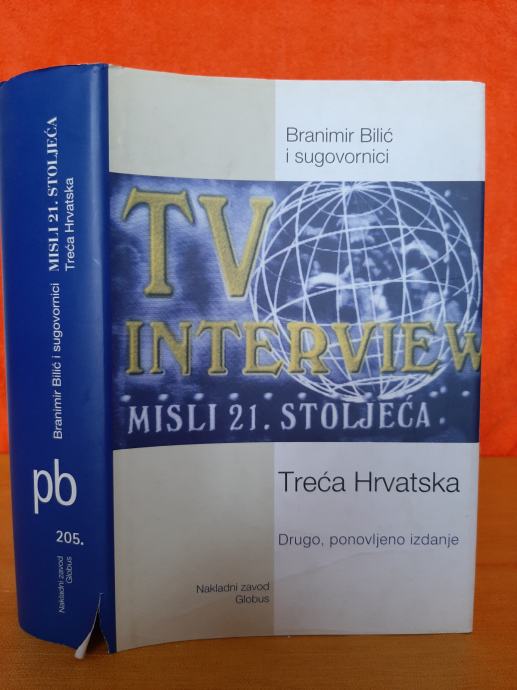 Branimir Bilić i sugovornici
MISLI 21. STOLJEĆA
Treća Hrvatska
pb
205.
Nakladni zavod
Globus
Branimir Bilić
i sugovornici
TV
INTERVIEW
MISLI 21. STOLJEĆA
Treća Hrvatska
Drugo, ponovljeno izdanje
Nakladni zavod
Globus